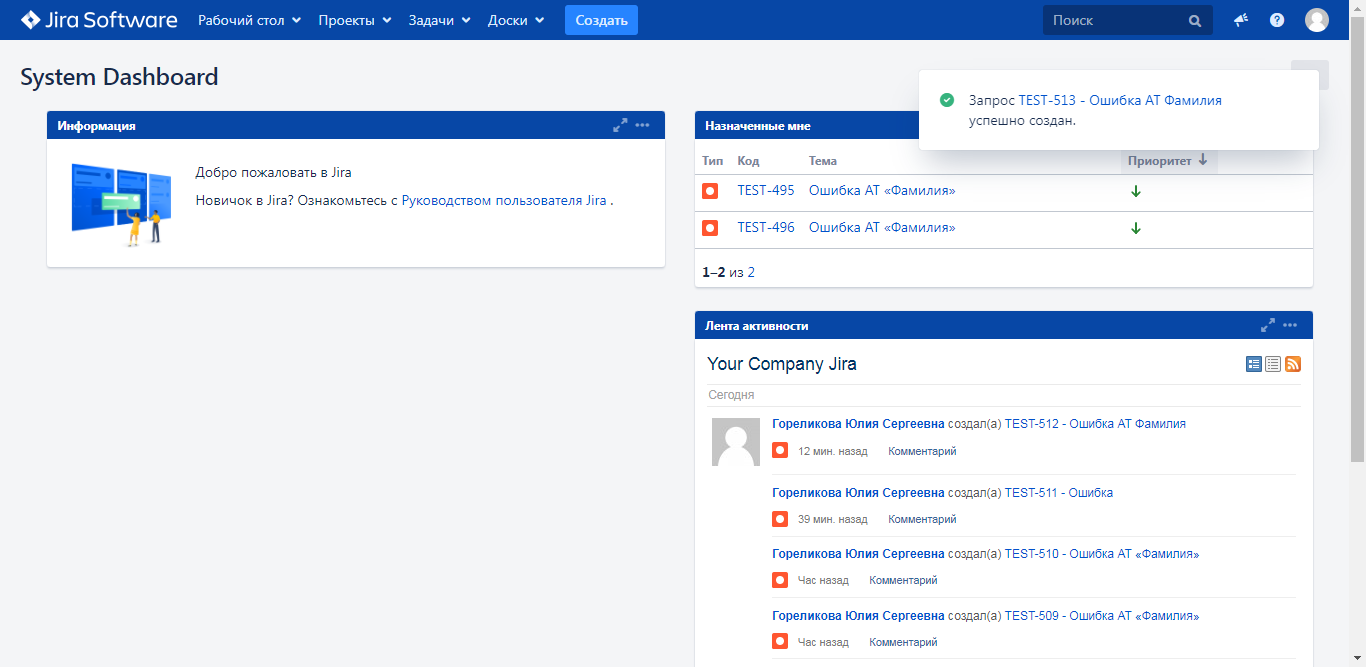 Jira Software Рабочий стол Проекты Задачи Доски Создать Поиск
System Dashboard
Запрос TEST-513 - Ошибка АТ Фамилия
успешно создан.
Информация
Добро пожаловать в Jira
Новичок в Jira? Ознакомьтесь с Руководством пользователя Jira .
Назначенные мне
Тип Код Тема Приоритет
TEST-495 Ошибка АТ «Фамилия»
TEST-496 Ошибка АТ «Фамилия»
1–2 из 2
Лента активности
Your Company Jira
Сегодня
Гореликова Юлия Сергеевна создал(а) TEST-512 - Ошибка АТ Фамилия
12 мин. назад Комментарий
Гореликова Юлия Сергеевна создал(а) TEST-511 - Ошибка
39 мин. назад Комментарий
Гореликова Юлия Сергеевна создал(а) TEST-510 - Ошибка АТ «Фамилия»
Час назад Комментарий
Гореликова Юлия Сергеевна создал(а) TEST-509 - Ошибка АТ «Фамилия»
Час назад Комментарий